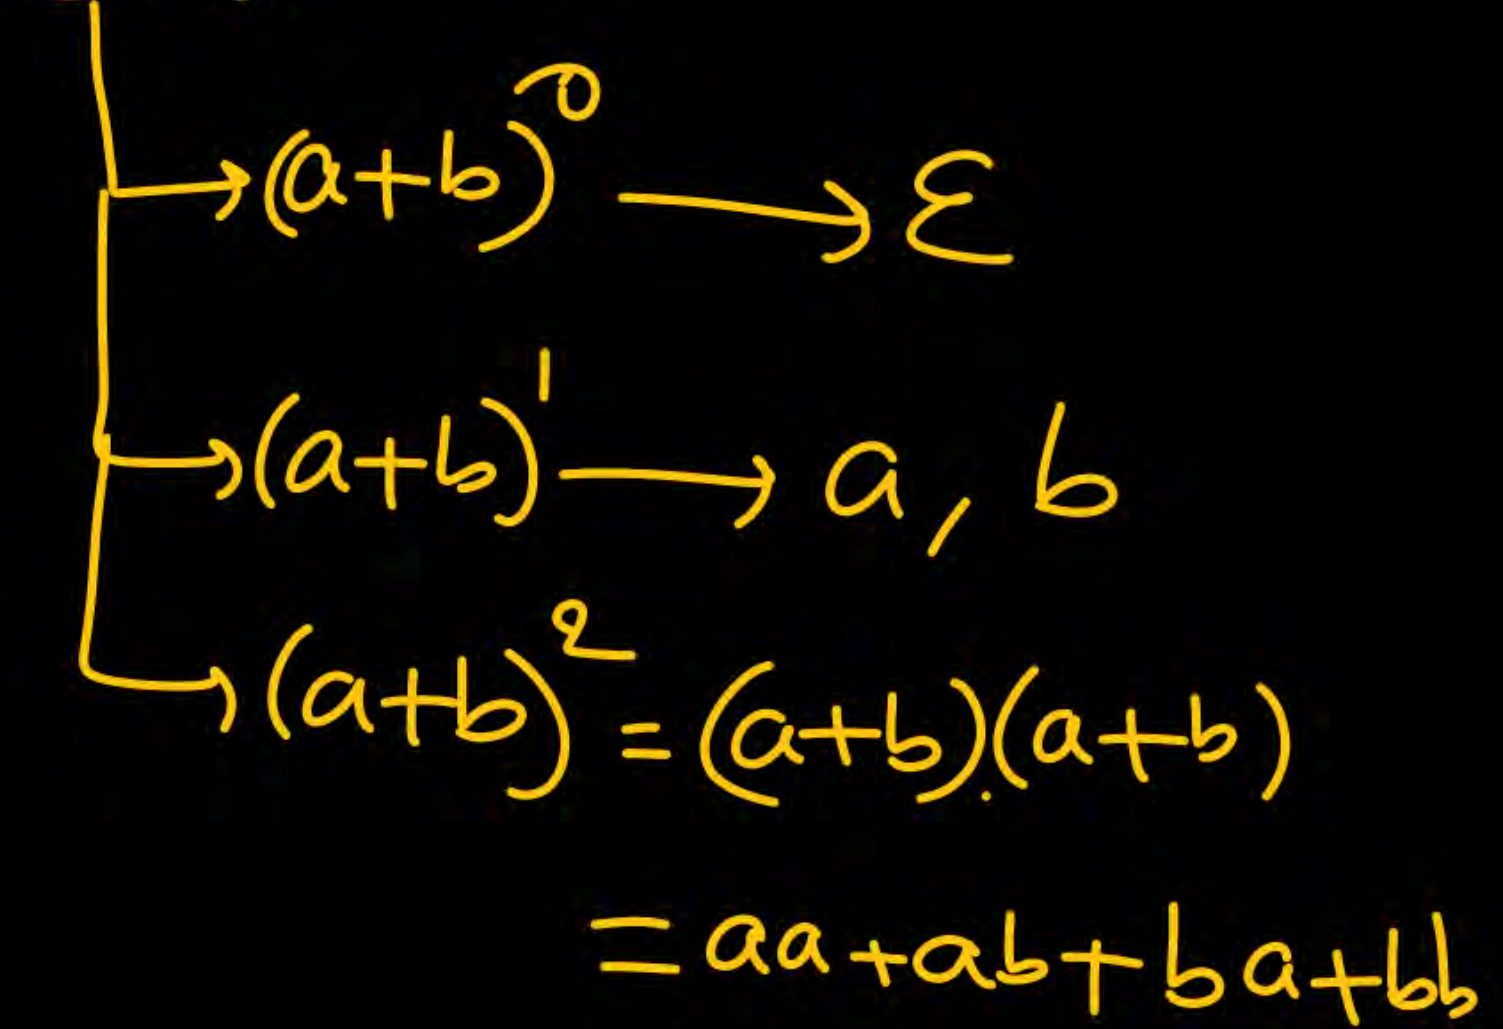 →(a+b)⁰ → ε
→(a+b)¹ → a, b
→(a+b)² = (a+b).(a+b)
= aa+ab+ba+bb